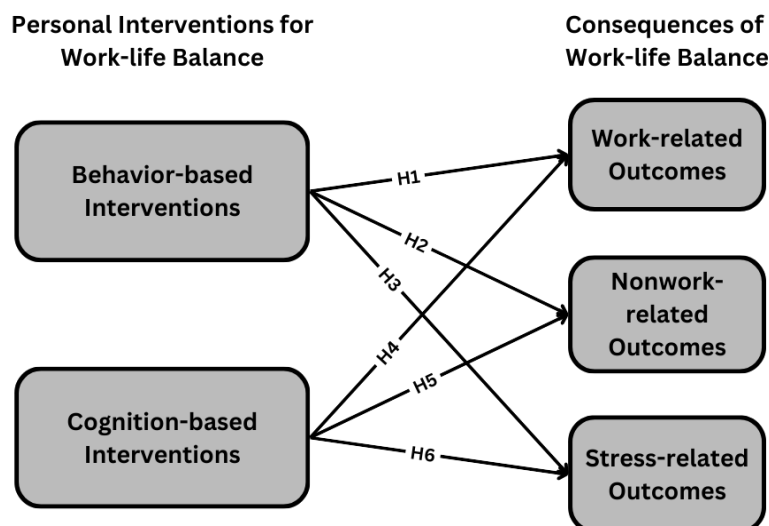 Personal Interventions for
Work-life Balance
Consequences of
Work-life Balance
Behavior-based
Interventions
Cognition-based
Interventions
H1
H2
H3
H4
H5
H6
Work-related
Outcomes
Nonwork-
related
Outcomes
Stress-related
Outcomes